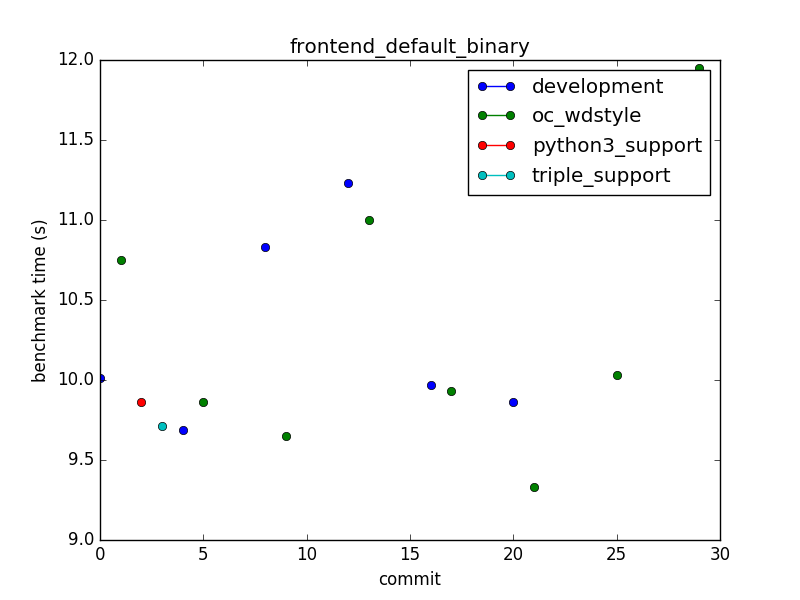 frontend_default_binary
12.0
11.5
11.0
10.5
10.0
9.5
9.0
benchmark time (s)
development
oc_wdstyle
python3_support
triple_support
0 5 10 15 20 25 30
commit